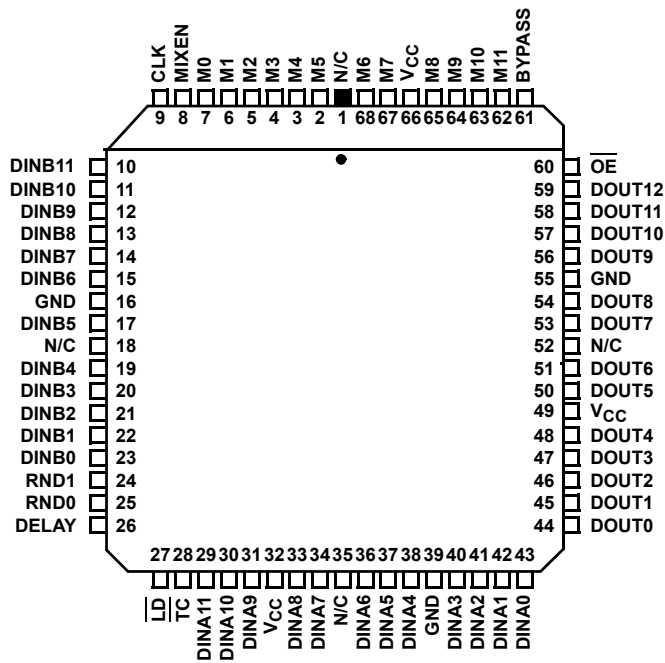 CLK MIXEN M0 M1 M2 M3 M4 M5 N/C M6 M7 VCC M8 M9 M10 M11 BYPASS
9 8 7 6 5 4 3 2 1 68 67 66 65 64 63 62 61
DINB11 10 60 O̅E̅
DINB10 11 59 DOUT12
DINB9 12 58 DOUT11
DINB8 13 57 DOUT10
DINB7 14 56 DOUT9
DINB6 15 55 GND
GND 16 54 DOUT8
DINB5 17 53 DOUT7
N/C 18 52 N/C
DINB4 19 51 DOUT6
DINB3 20 50 DOUT5
DINB2 21 49 VCC
DINB1 22 48 DOUT4
DINB0 23 47 DOUT3
RND1 24 46 DOUT2
RND0 25 45 DOUT1
DELAY 26 44 DOUT0
27 28 29 30 31 32 33 34 35 36 37 38 39 40 41 42 43
L̅D̅ T̅C̅ DINA11 DINA10 DINA9 VCC DINA8 DINA7 N/C DINA6 DINA5 DINA4 GND DINA3 DINA2 DINA1 DINA0